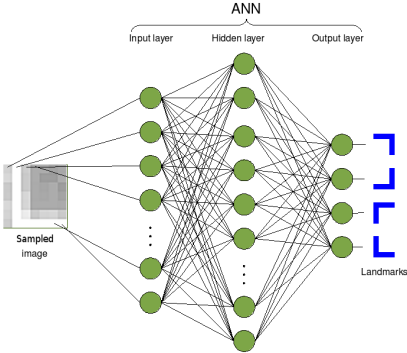 ANN
Input layer
Hidden layer
Output layer
Sampled
image
Landmarks